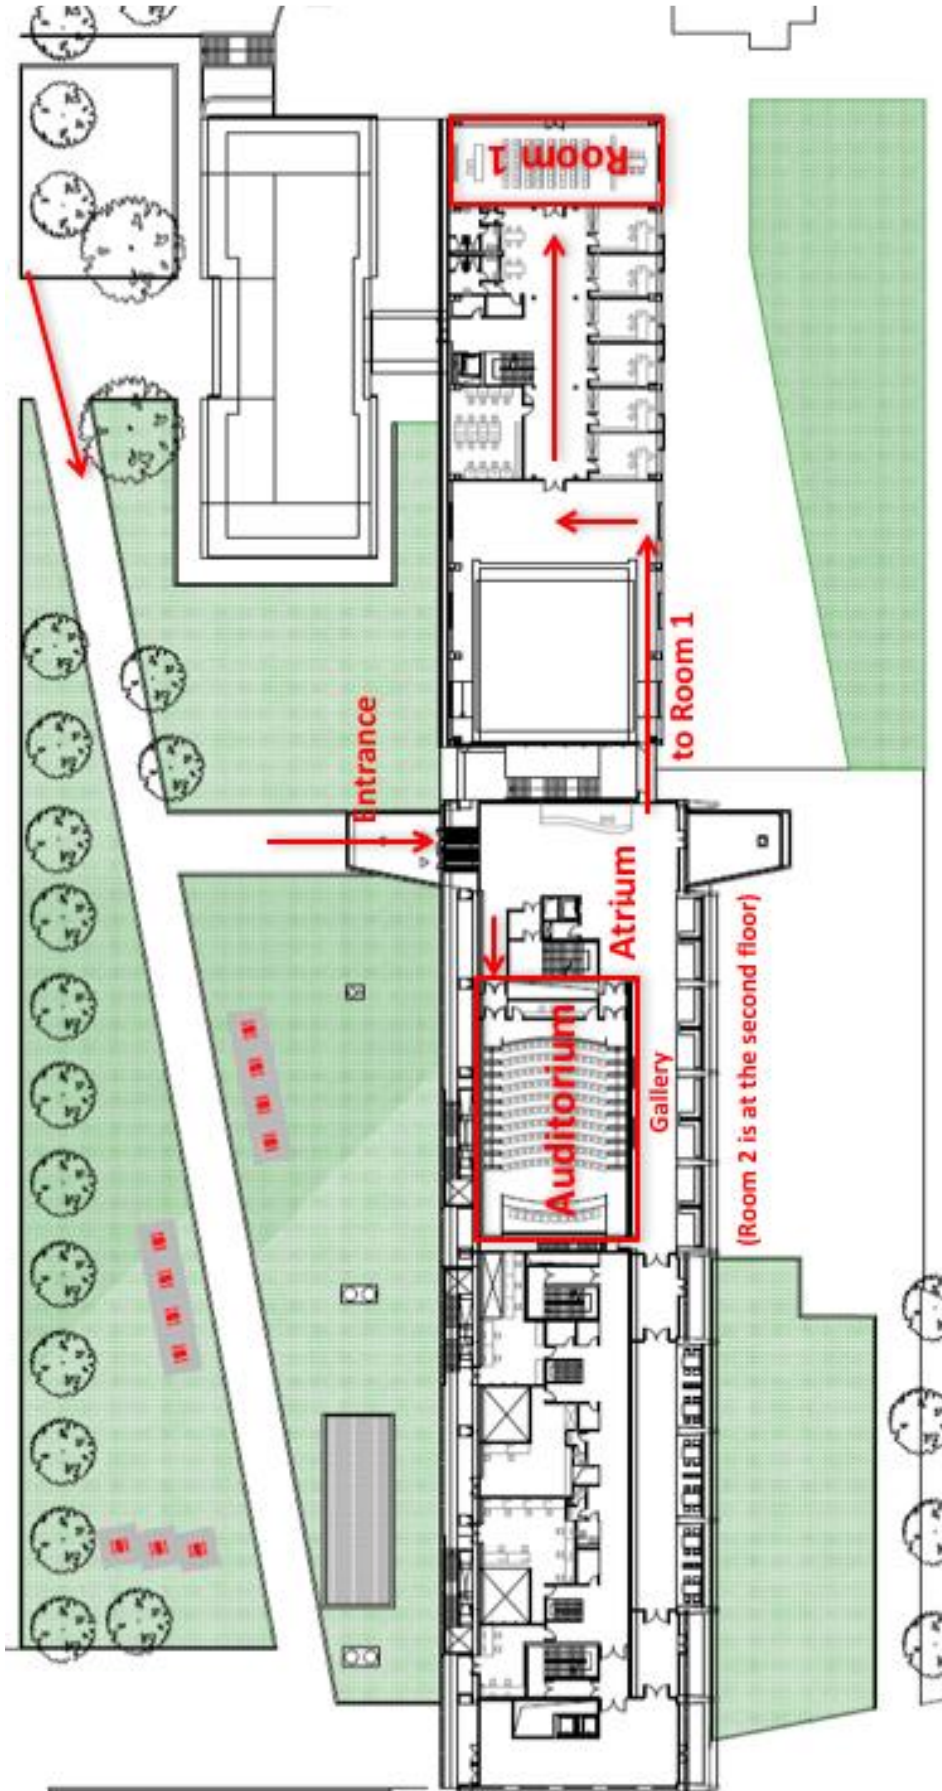 Room 1
to Room 1
Entrance
Atrium
Auditorium
Gallery
(Room 2 is at the second floor)